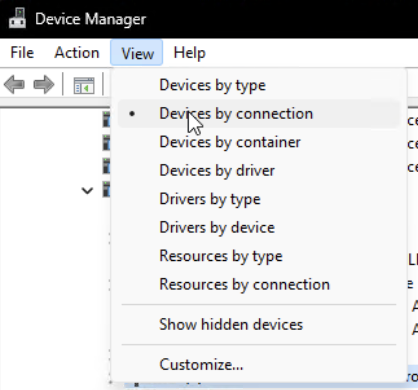 Device Manager
File Action View Help
Devices by type
Devices by connection
Devices by container
Devices by driver
Drivers by type
Drivers by device
Resources by type
Resources by connection
Show hidden devices
Customize...